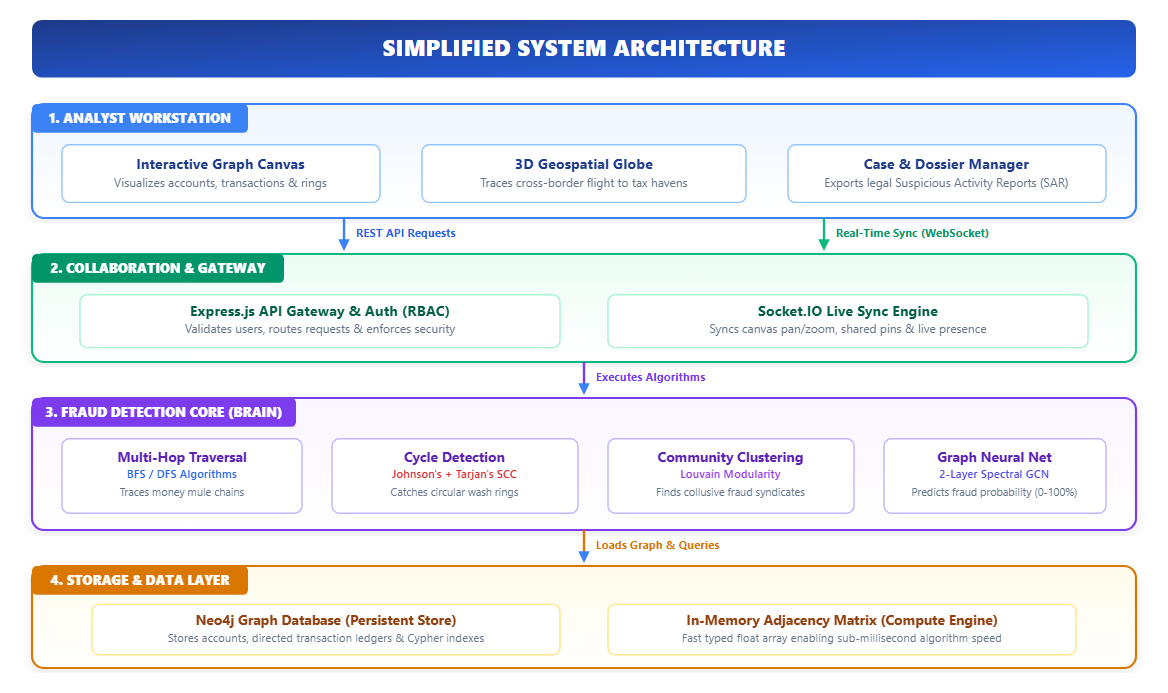 SIMPLIFIED SYSTEM ARCHITECTURE
1. ANALYST WORKSTATION
Interactive Graph Canvas
Visualizes accounts, transactions & rings
3D Geospatial Globe
Traces cross-border flight to tax havens
Case & Dossier Manager
Exports legal Suspicious Activity Reports (SAR)
REST API Requests
Real-Time Sync (WebSocket)
2. COLLABORATION & GATEWAY
Express.js API Gateway & Auth (RBAC)
Validates users, routes requests & enforces security
Socket.IO Live Sync Engine
Syncs canvas pan/zoom, shared pins & live presence
Executes Algorithms
3. FRAUD DETECTION CORE (BRAIN)
Multi-Hop Traversal
BFS / DFS Algorithms
Traces money mule chains
Cycle Detection
Johnson's + Tarjan's SCC
Catches circular wash rings
Community Clustering
Louvain Modularity
Finds collusive fraud syndicates
Graph Neural Net
2-Layer Spectral GCN
Predicts fraud probability (0-100%)
Loads Graph & Queries
4. STORAGE & DATA LAYER
Neo4j Graph Database (Persistent Store)
Stores accounts, directed transaction ledgers & Cypher indexes
In-Memory Adjacency Matrix (Compute Engine)
Fast typed float array enabling sub-millisecond algorithm speed